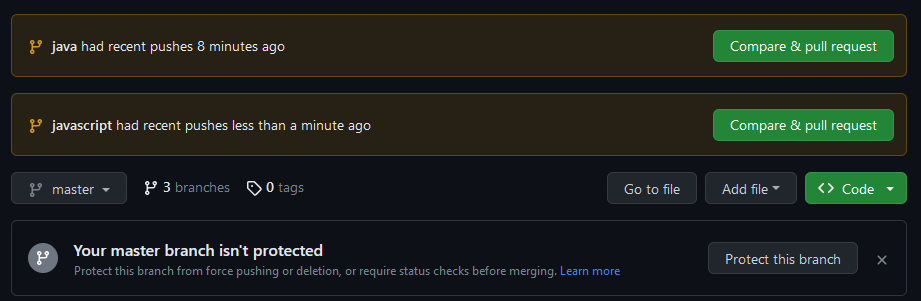 java had recent pushes 8 minutes ago
Compare & pull request
javascript had recent pushes less than a minute ago
Compare & pull request
master
3 branches
0 tags
Go to file
Add file
Code
Your master branch isn't protected
Protect this branch from force pushing or deletion, or require status checks before merging. Learn more
Protect this branch